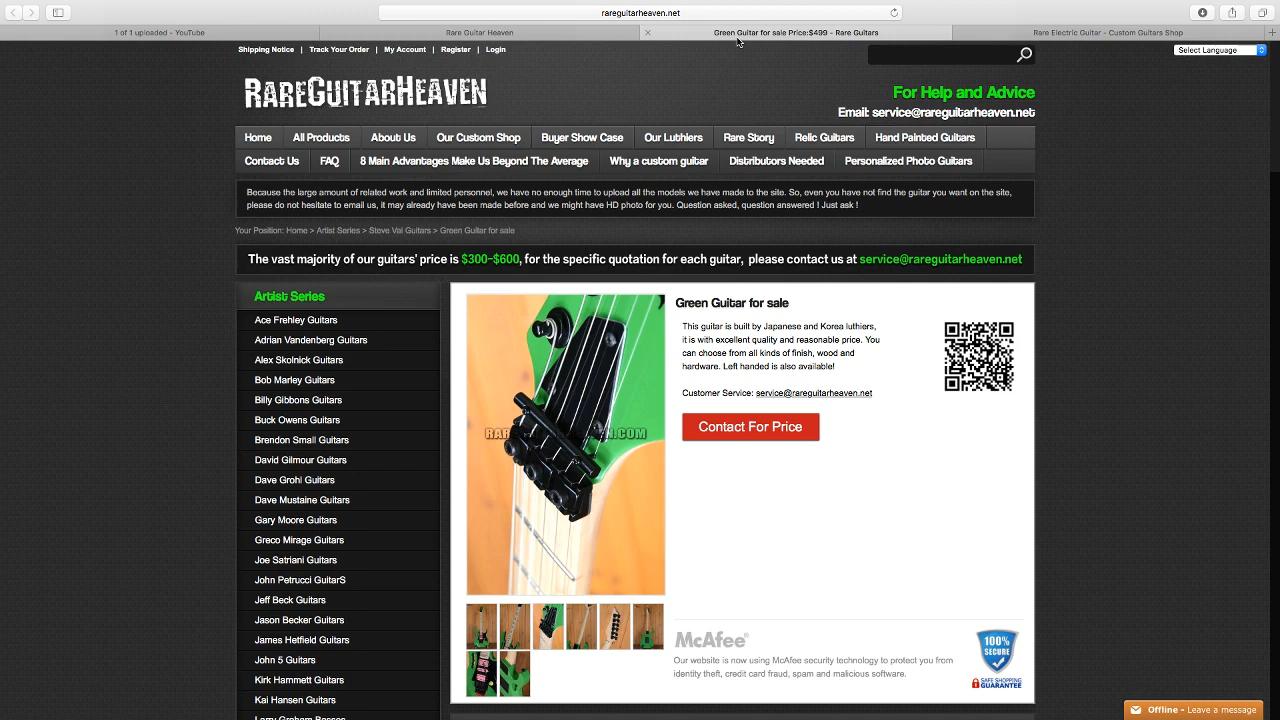 rareguitarheaven.net
1 of 1 uploaded - YouTube
Rare Guitar Heaven
Green Guitar for sale Price:$499 - Rare Guitars
Rare Electric Guitar - Custom Guitars Shop
Shipping Notice | Track Your Order | My Account | Register | Login
Select Language
RAREGUITARHEAVEN
For Help and Advice
Email: service@rareguitarheaven.net
Home All Products About Us Our Custom Shop Buyer Show Case Our Luthiers Rare Story Relic Guitars Hand Painted Guitars
Contact Us FAQ 8 Main Advantages Make Us Beyond The Average Why a custom guitar Distributors Needed Personalized Photo Guitars
Because the large amount of related work and limited personnel, we have no enough time to upload all the models we have made to the site. So, even you have not find the guitar you want on the site,
please do not hesitate to email us, it may already have been made before and we might have HD photo for you. Question asked, question answered ! Just ask !
Your Position: Home > Artist Series > Steve Vai Guitars > Green Guitar for sale
The vast majority of our guitars' price is $300-$600, for the specific quotation for each guitar, please contact us at service@rareguitarheaven.net
Artist Series
Ace Frehley Guitars
Adrian Vandenberg Guitars
Alex Skolnick Guitars
Bob Marley Guitars
Billy Gibbons Guitars
Buck Owens Guitars
Brendon Small Guitars
David Gilmour Guitars
Dave Grohl Guitars
Dave Mustaine Guitars
Gary Moore Guitars
Greco Mirage Guitars
Joe Satriani Guitars
John Petrucci GuitarS
Jeff Beck Guitars
Jason Becker Guitars
James Hetfield Guitars
John 5 Guitars
Kirk Hammett Guitars
Kai Hansen Guitars
Larry Graham Basses
Green Guitar for sale
This guitar is built by Japanese and Korea luthiers,
it is with excellent quality and reasonable price. You
can choose from all kinds of finish, wood and
hardware. Left handed is also available!
Customer Service: service@rareguitarheaven.net
Contact For Price
McAfee®
Our website is now using McAfee security technology to protect you from
identity theft, credit card fraud, spam and malicious software.
100%
SECURE
SAFE SHOPPING
GUARANTEE
Offline - Leave a message